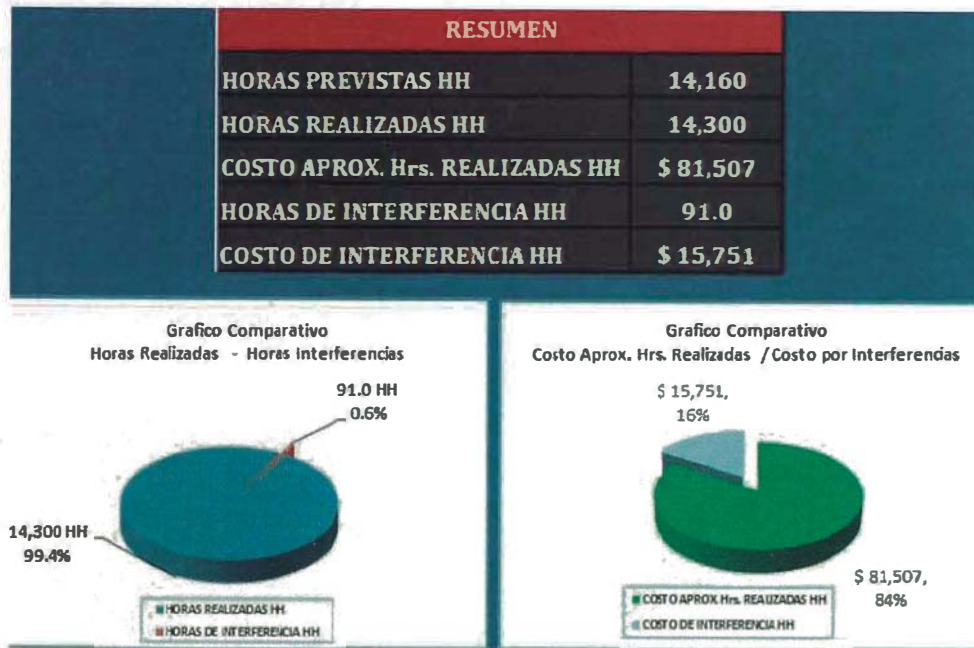 RESUMEN
HORAS PREVISTAS HH 14,160
HORAS REALIZADAS HH 14,300
COSTO APROX. Hrs. REALIZADAS HH $ 81,507
HORAS DE INTERFERENCIA HH 91.0
COSTO DE INTERFERENCIA HH $ 15,751
Grafico Comparativo
Horas Realizadas - Horas Interferencias
91.0 HH
0.6%
14,300 HH
99.4%
HORAS REALIZADAS HH
HORAS DE INTERFERENCIA HH
Grafico Comparativo
Costo Aprox. Hrs. Realizadas / Costo por Interferencias
$ 15,751,
16%
$ 81,507,
84%
COSTO APROX. Hrs. REALIZADAS HH
COSTO DE INTERFERENCIA HH